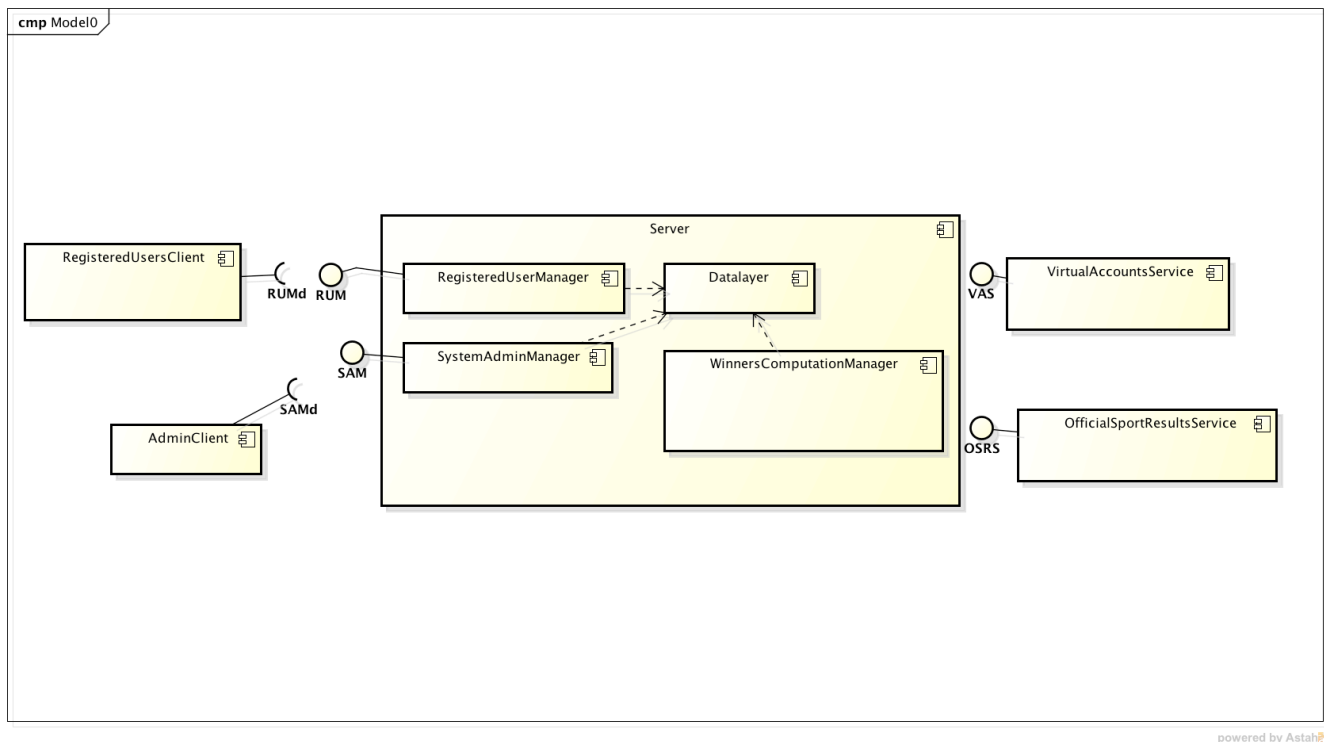 cmp Model0
Server
RegisteredUsersClient
RUMd
RUM
RegisteredUserManager
Datalayer
VAS
VirtualAccountsService
SAM
SystemAdminManager
WinnersComputationManager
SAMd
AdminClient
OSRS
OfficialSportResultsService
powered by Astah